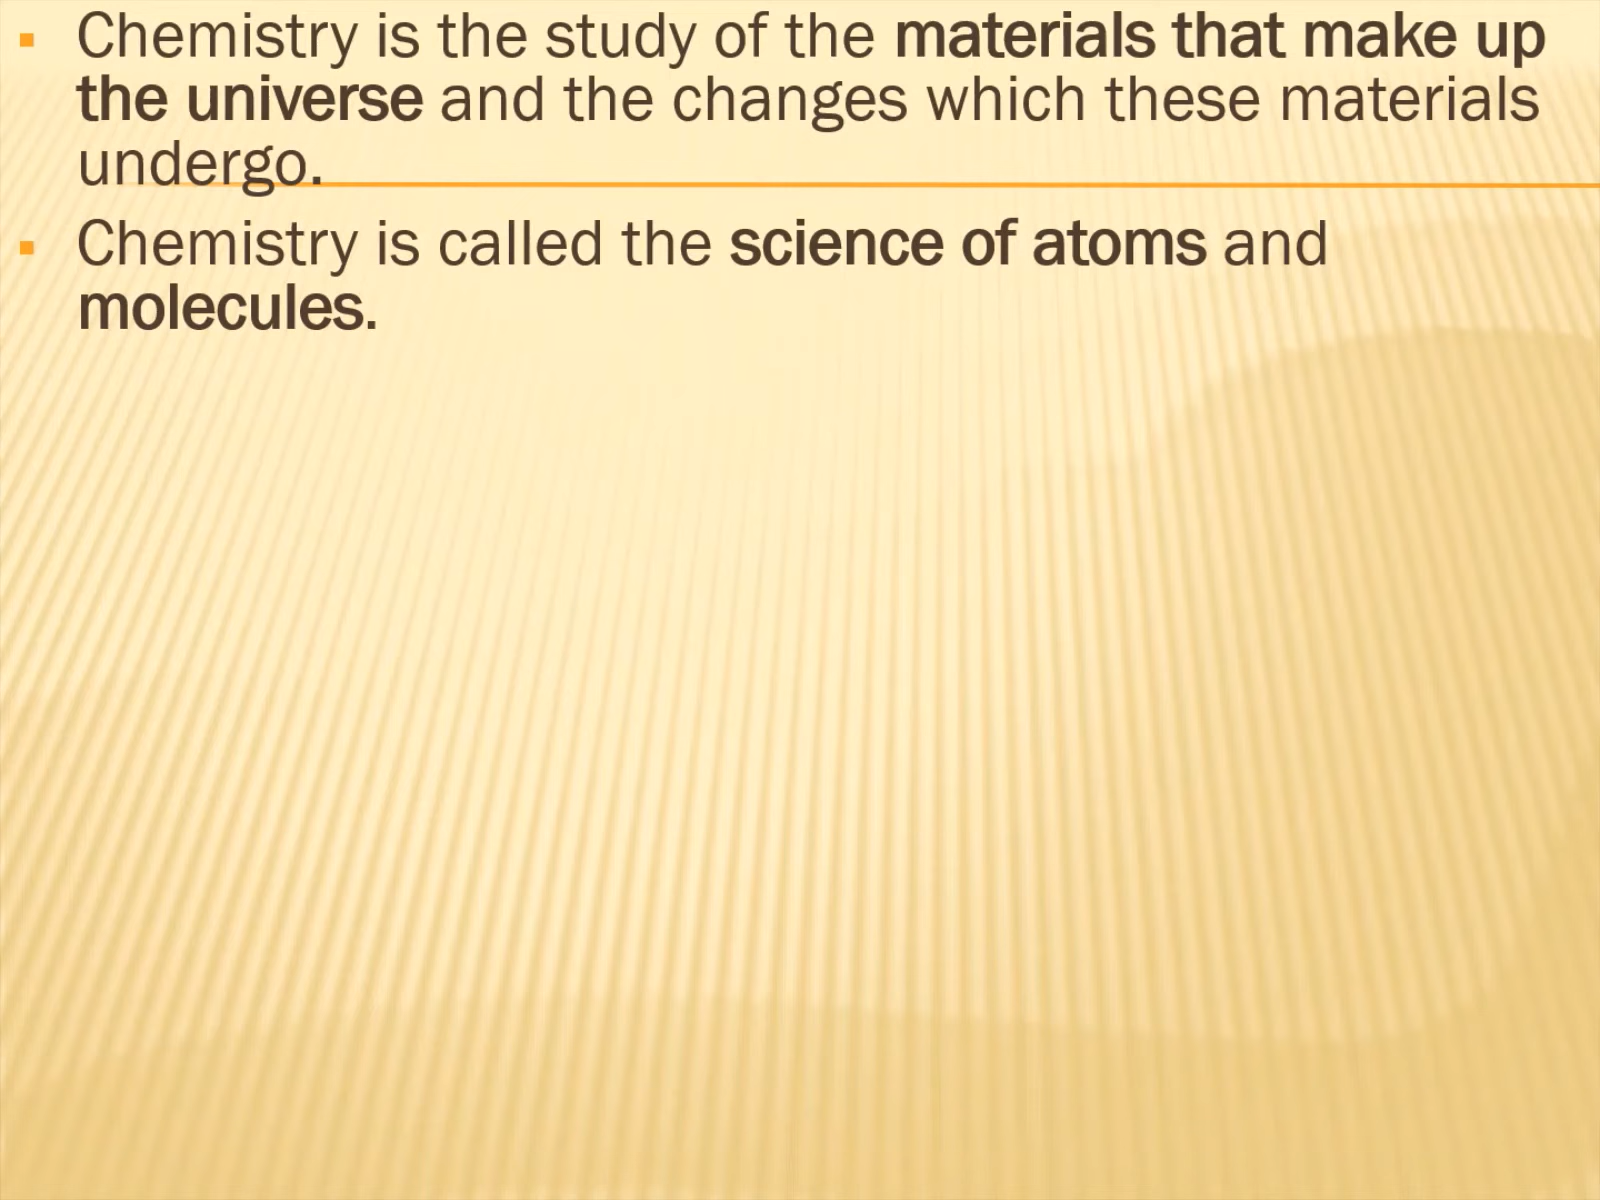 ▪ Chemistry is the study of the materials that make up
the universe and the changes which these materials
undergo.
▪ Chemistry is called the science of atoms and
molecules.